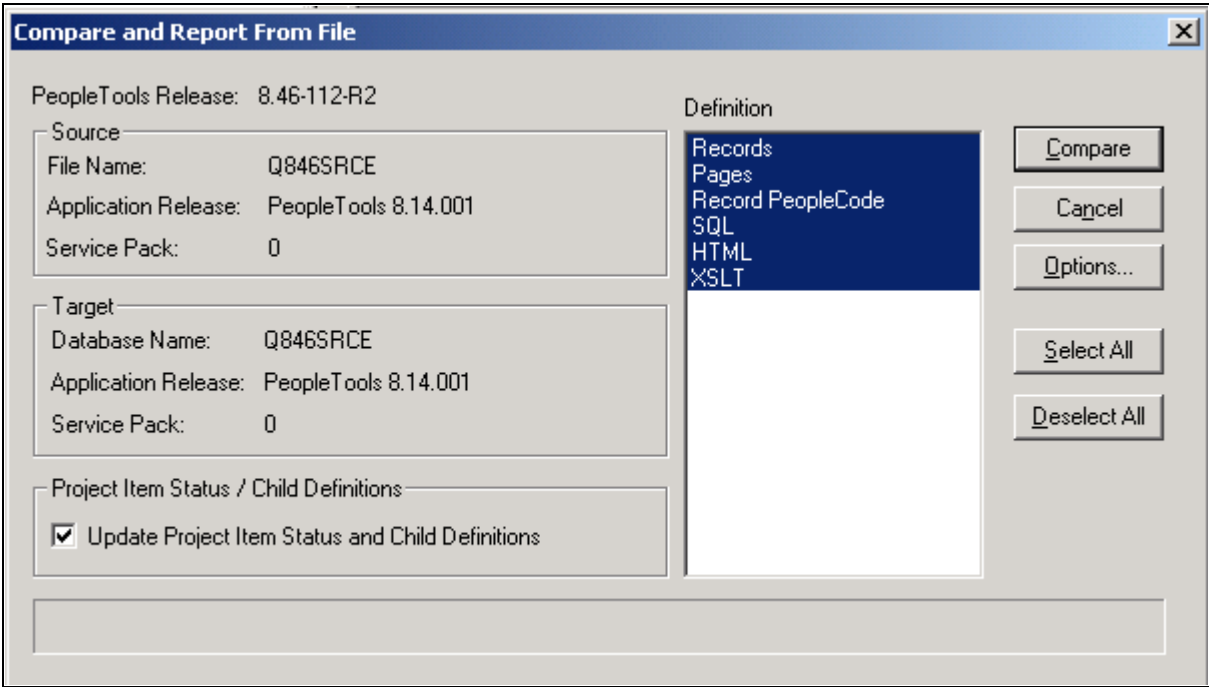 Compare and Report From File
PeopleTools Release: 8.46-112-R2
Source
File Name: Q846SRCE
Application Release: PeopleTools 8.14.001
Service Pack: 0
Target
Database Name: Q846SRCE
Application Release: PeopleTools 8.14.001
Service Pack: 0
Project Item Status / Child Definitions
Update Project Item Status and Child Definitions
Definition
Records
Pages
Record PeopleCode
SQL
HTML
XSLT
Compare
Cancel
Options...
Select All
Deselect All